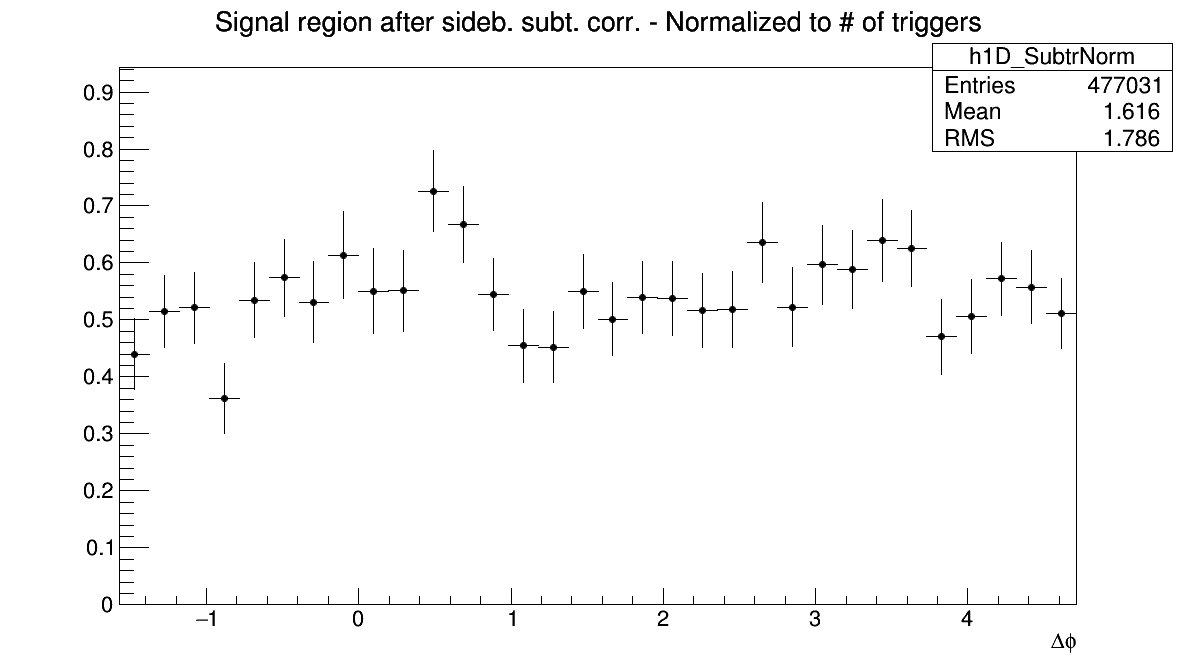 Signal region after sideb. subt. corr. - Normalized to # of triggers
h1D_SubtrNorm
Entries 477031
Mean 1.616
RMS 1.786
0.9
0.8
0.7
0.6
0.5
0.4
0.3
0.2
0.1
0
−1 0 1 2 3 4
Δϕ